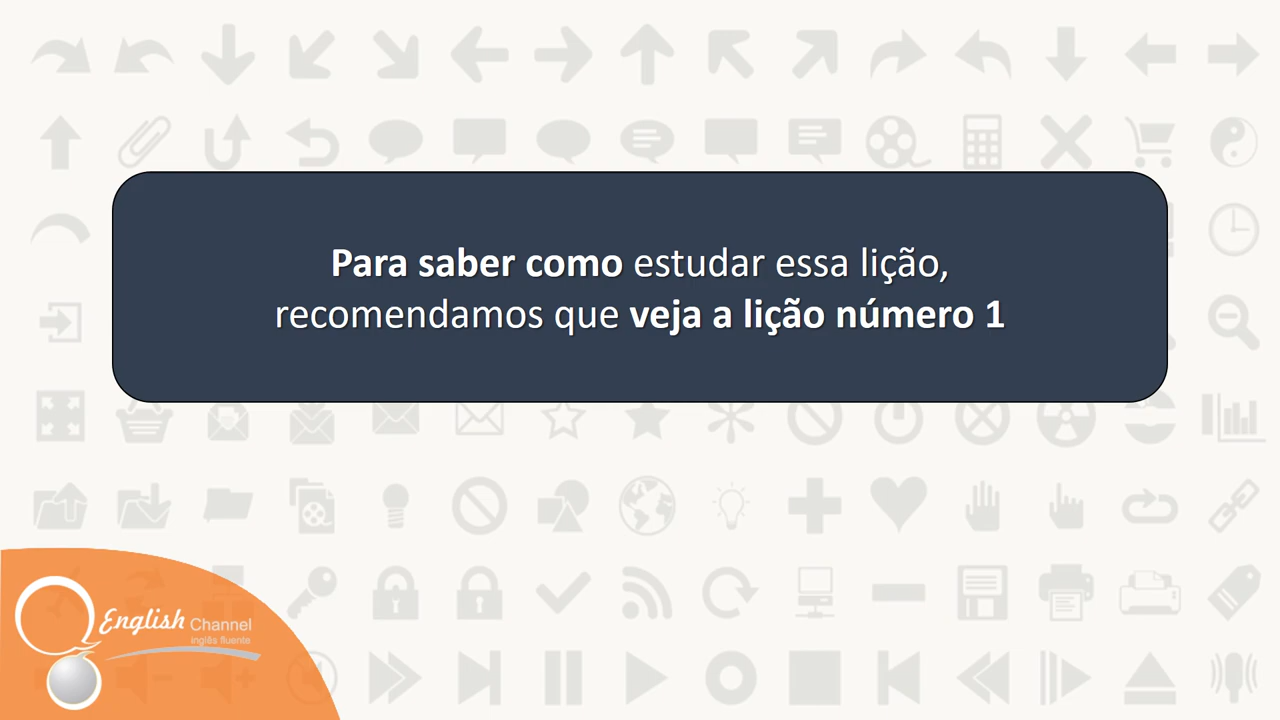 Para saber como estudar essa lição,
recomendamos que veja a lição número 1
English Channel
inglês fluente